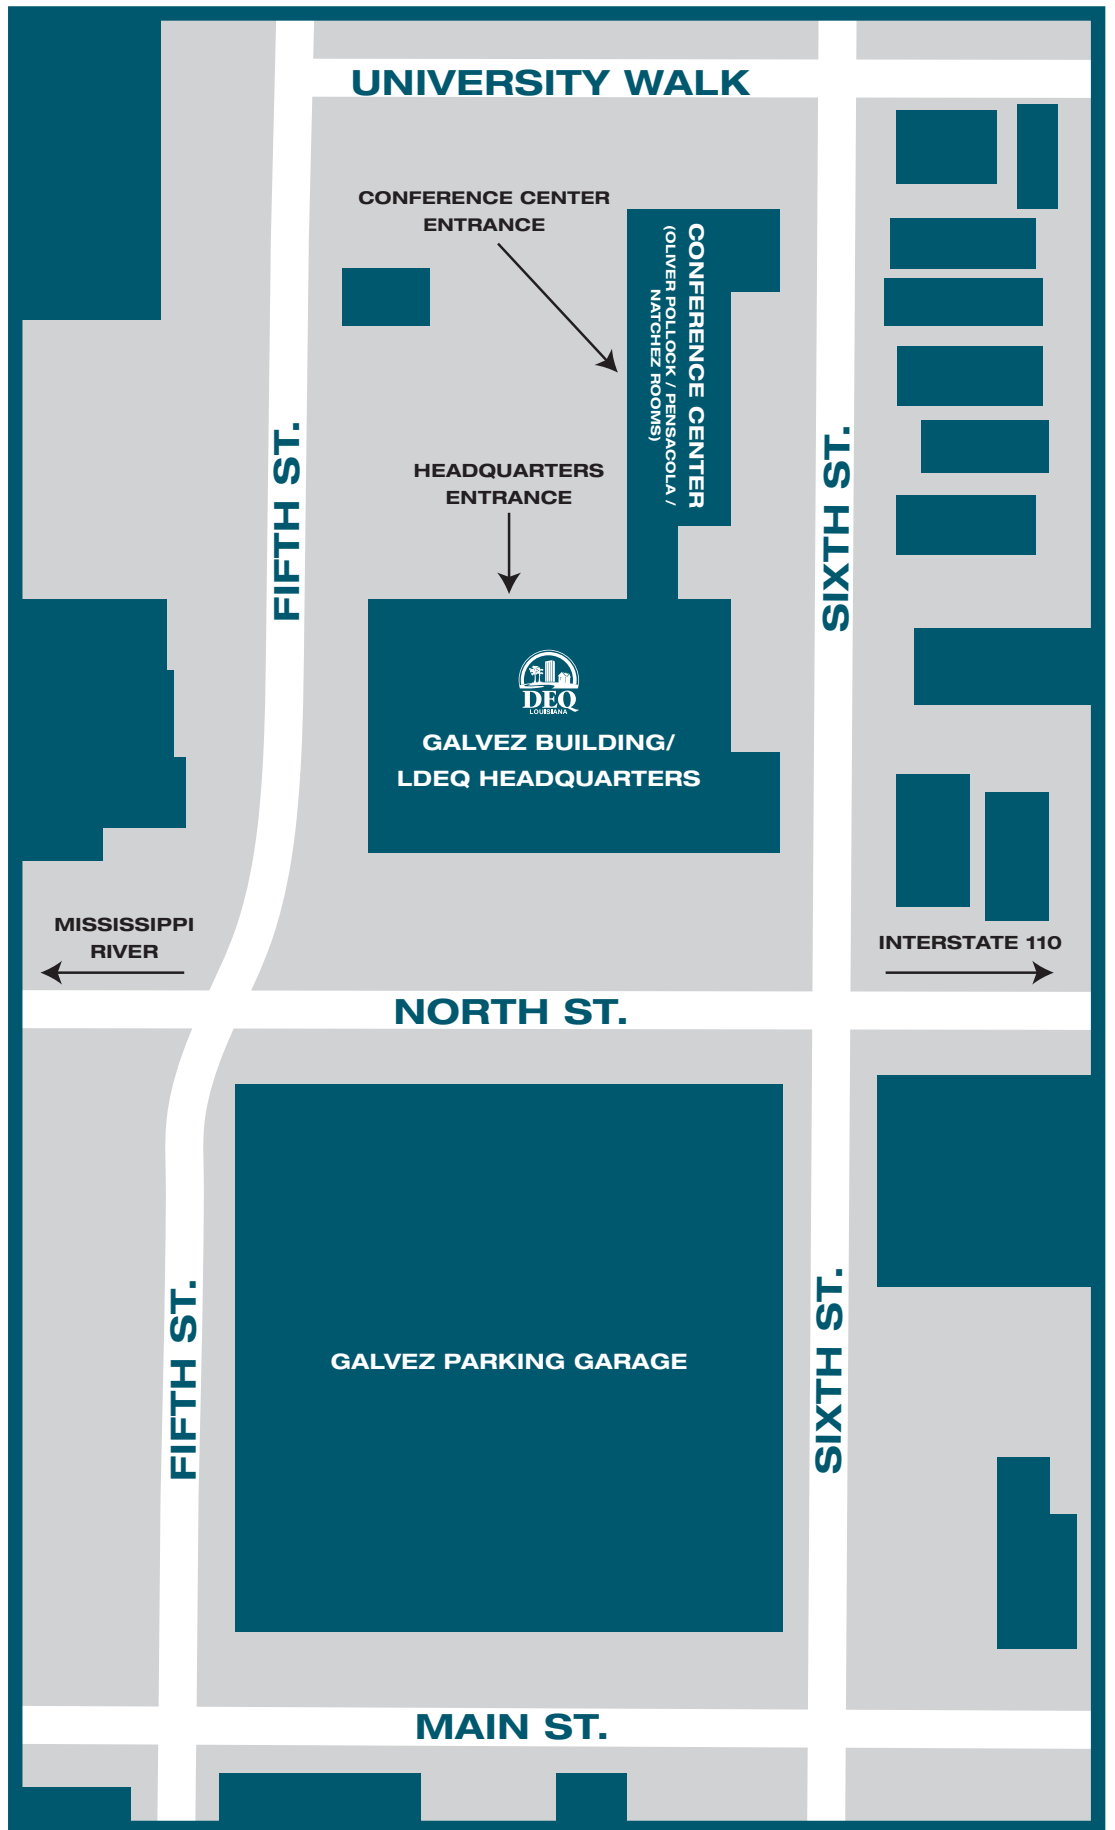 UNIVERSITY WALK
CONFERENCE CENTER
ENTRANCE
CONFERENCE CENTER
(OLIVER POLLOCK / PENSACOLA /
NATCHEZ ROOMS)
FIFTH ST.
SIXTH ST.
HEADQUARTERS
ENTRANCE
DEQ
LOUISIANA
GALVEZ BUILDING/
LDEQ HEADQUARTERS
MISSISSIPPI
RIVER
INTERSTATE 110
NORTH ST.
FIFTH ST.
SIXTH ST.
GALVEZ PARKING GARAGE
MAIN ST.